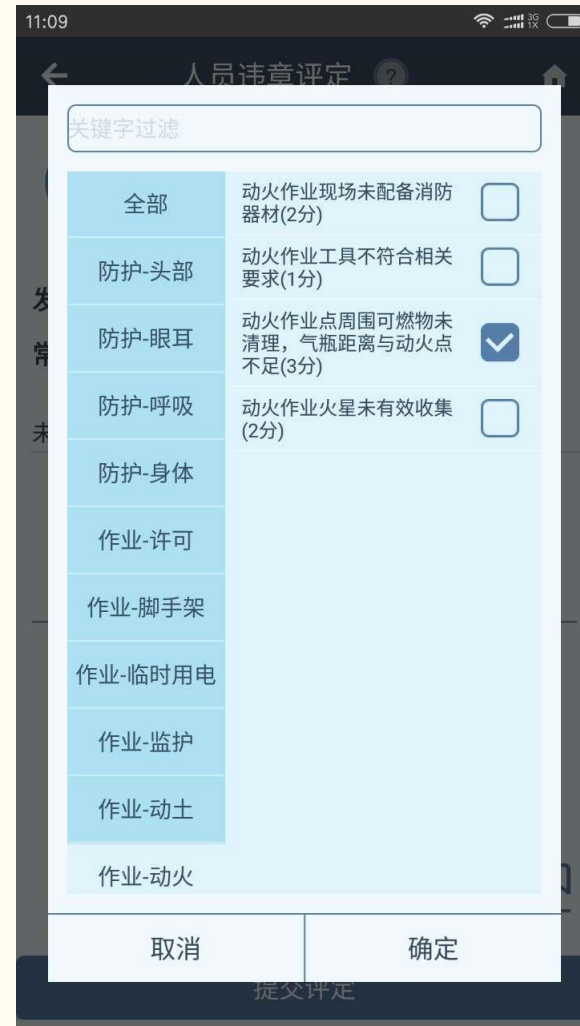 11:09
3G
1X
人员违章评定 ?
关键字过滤
全部
防护-头部
防护-眼耳
防护-呼吸
防护-身体
作业-许可
作业-脚手架
作业-临时用电
作业-监护
作业-动土
作业-动火
动火作业现场未配备消防
器材(2分)
动火作业工具不符合相关
要求(1分)
动火作业点周围可燃物未
清理，气瓶距离与动火点
不足(3分)
动火作业火星未有效收集
(2分)
发
常
未
取消
确定
提交评定